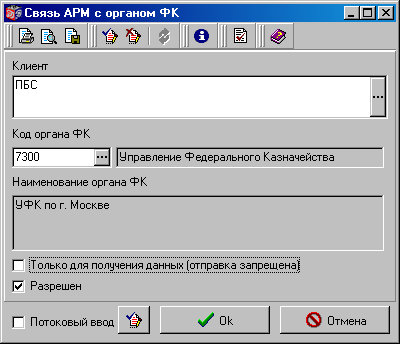 Связь АРМ с органом ФК
Клиент
ПБС
Код органа ФК
7300 ... Управление Федерального Казначейства
Наименование органа ФК
УФК по г. Москве
Только для получения данных (отправка запрещена)
Разрешен
Потоковый ввод
Ok
Отмена